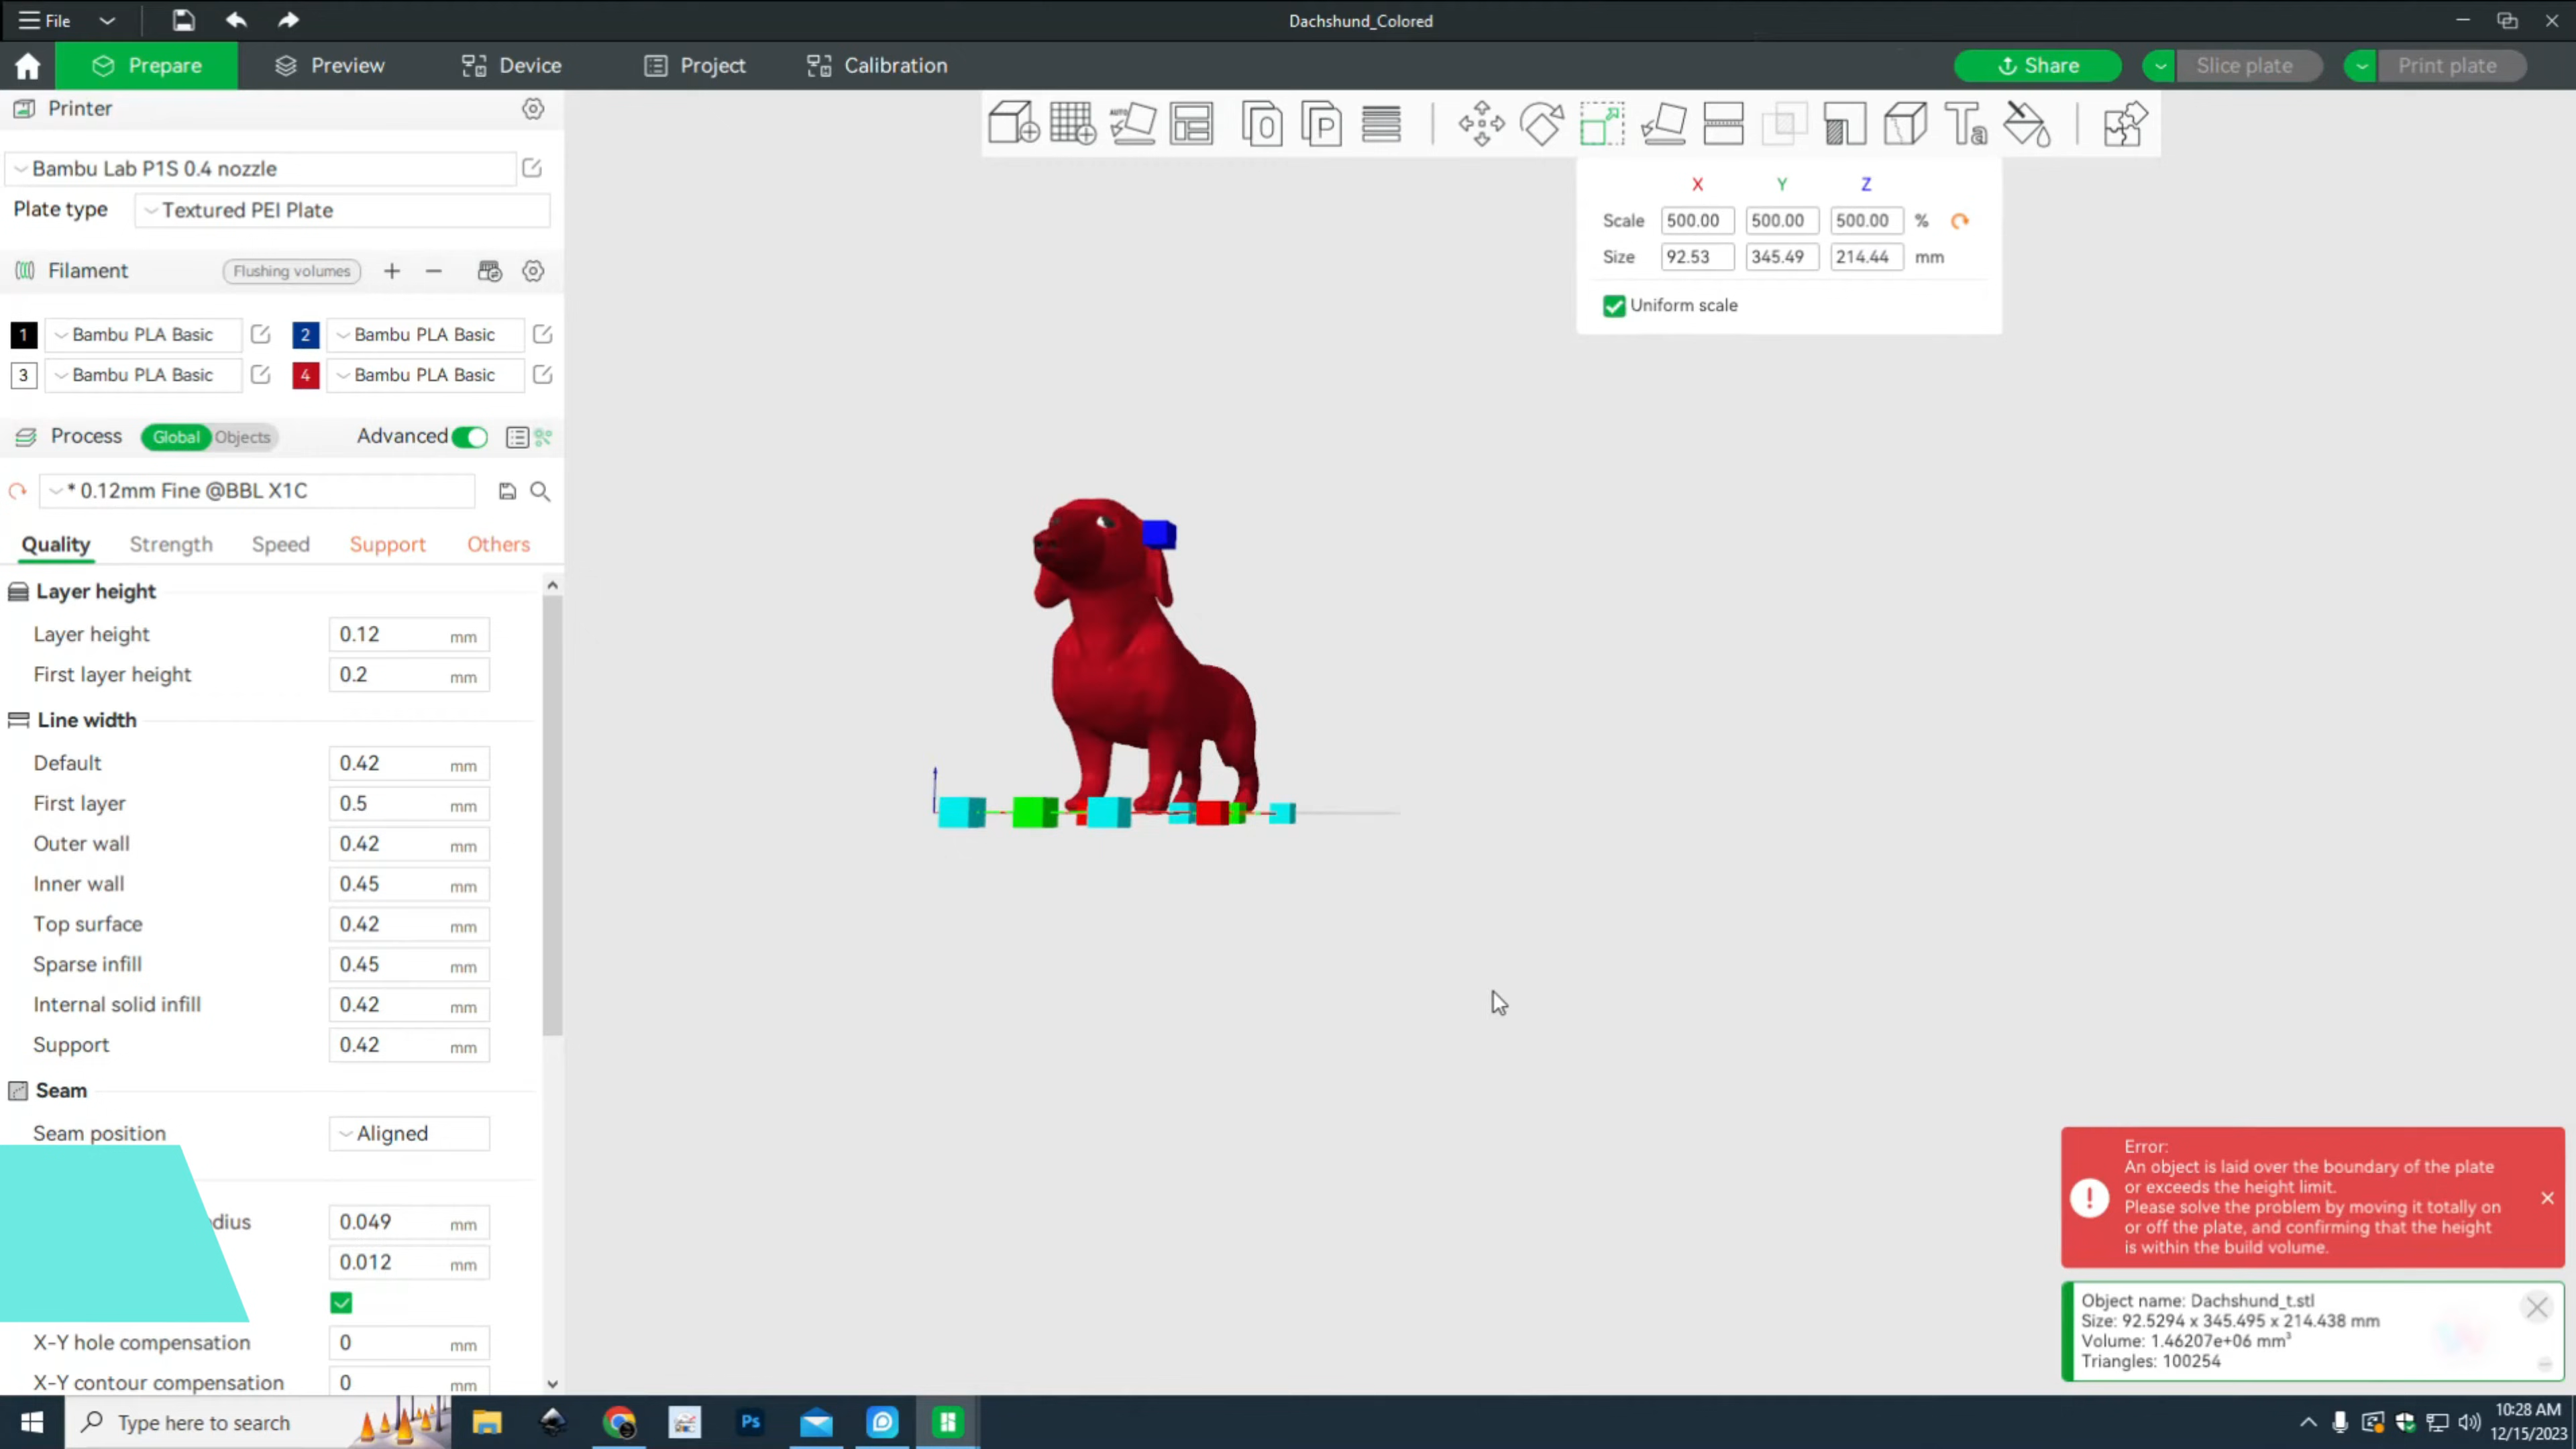 File
Dachshund_Colored
Prepare
Preview
Device
Project
Calibration
Share
Slice plate
Print plate
Printer
Bambu Lab P1S 0.4 nozzle
Plate type
Textured PEI Plate
Filament
Flushing volumes
1 Bambu PLA Basic
2 Bambu PLA Basic
3 Bambu PLA Basic
4 Bambu PLA Basic
Process
Global Objects
Advanced
* 0.12mm Fine @BBL X1C
Quality
Strength
Speed
Support
Others
Layer height
Layer height 0.12 mm
First layer height 0.2 mm
Line width
Default 0.42 mm
First layer 0.5 mm
Outer wall 0.42 mm
Inner wall 0.45 mm
Top surface 0.42 mm
Sparse infill 0.45 mm
Internal solid infill 0.42 mm
Support 0.42 mm
Seam
Seam position Aligned
dius 0.049 mm
0.012 mm
X-Y hole compensation 0 mm
X-Y contour compensation 0 mm
AUTO
O
P
Ta
X Y Z
Scale 500.00 500.00 500.00 %
Size 92.53 345.49 214.44 mm
Uniform scale
Error:
An object is laid over the boundary of the plate
or exceeds the height limit.
Please solve the problem by moving it totally on
or off the plate, and confirming that the height
is within the build volume.
Object name: Dachshund_t.stl
Size: 92.5294 x 345.495 x 214.438 mm
Volume: 1.46207e+06 mm³
Triangles: 100254
Type here to search
Ps
10:28 AM
12/15/2023